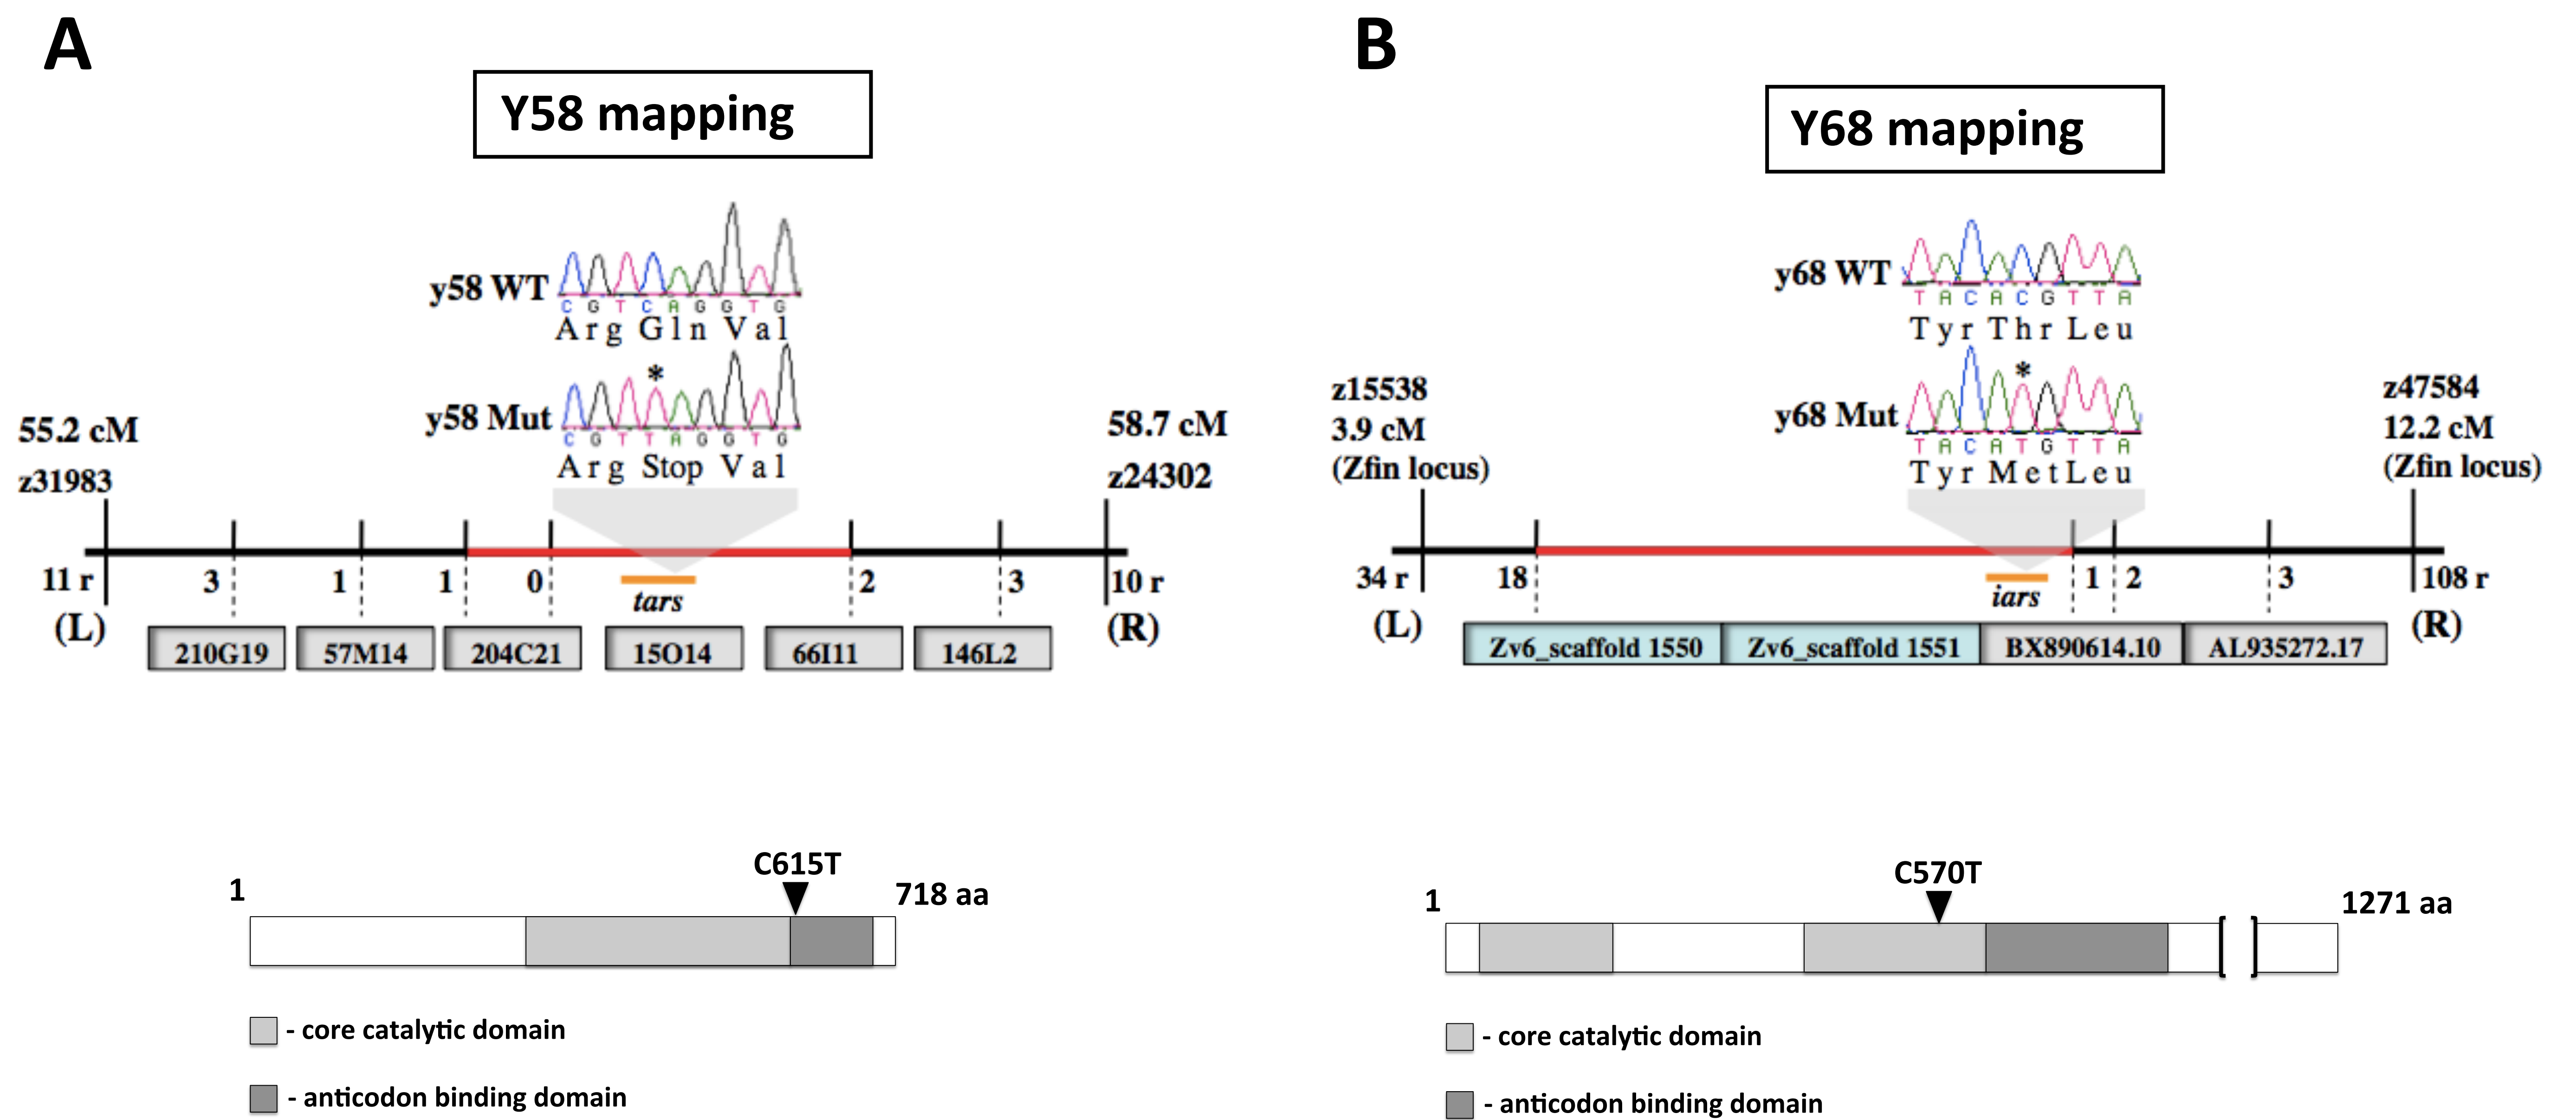 A
Y58 mapping
y58 WT
C G T C A G G T G
Arg Gln Val
*
y58 Mut
C G T T A G G T G
Arg Stop Val
55.2 cM
z31983
58.7 cM
z24302
11 r
3
1
1
0
2
3
10 r
tars
(L)
(R)
210G19
57M14
204C21
15O14
66I11
146L2
C615T
1
718 aa
- core catalytic domain
- anticodon binding domain
B
Y68 mapping
y68 WT
T A C A C G T T A
Tyr Thr Leu
*
y68 Mut
T A C A T G T T A
Tyr Met Leu
z15538
3.9 cM
(Zfin locus)
z47584
12.2 cM
(Zfin locus)
34 r
18
1
2
3
108 r
iars
(L)
(R)
Zv6_scaffold 1550
Zv6_scaffold 1551
BX890614.10
AL935272.17
C570T
1
1271 aa
- core catalytic domain
- anticodon binding domain